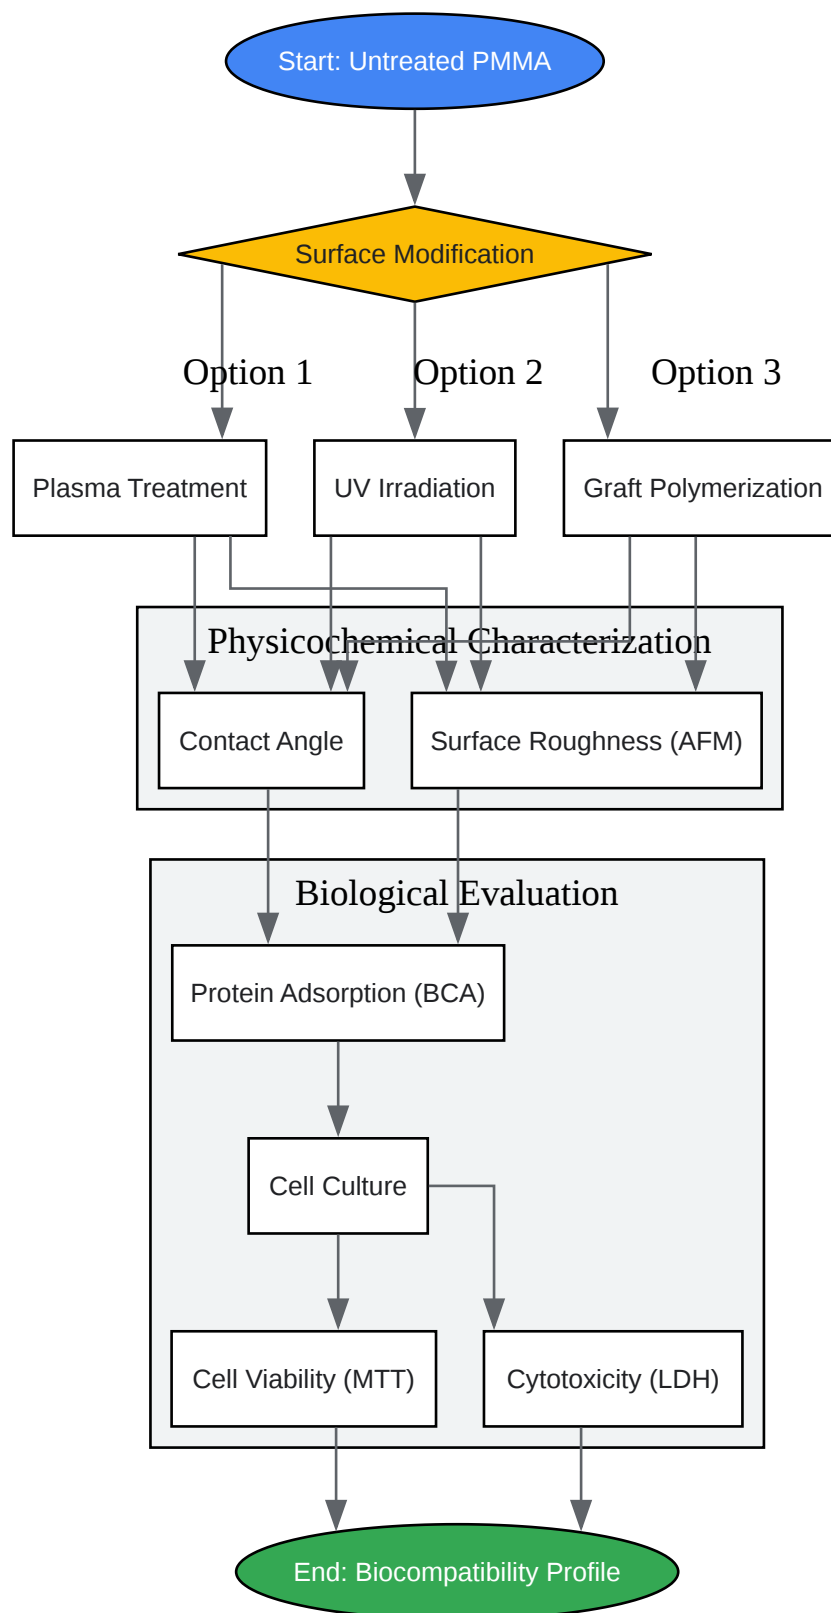 Start: Untreated PMMA
Surface Modification
Option 1
Option 2
Option 3
Plasma Treatment
UV Irradiation
Graft Polymerization
Physicochemical Characterization
Contact Angle
Surface Roughness (AFM)
Biological Evaluation
Protein Adsorption (BCA)
Cell Culture
Cell Viability (MTT)
Cytotoxicity (LDH)
End: Biocompatibility Profile